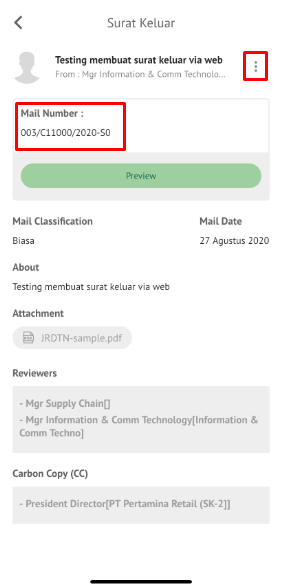 Surat Keluar
Testing membuat surat keluar via web
From : Mgr Information & Comm Technolo...
Mail Number :
003/C11000/2020-S0
Preview
Mail Classification
Mail Date
Biasa
27 Agustus 2020
About
Testing membuat surat keluar via web
Attachment
JRDTN-sample.pdf
Reviewers
- Mgr Supply Chain[]
- Mgr Information & Comm Technology[Information &
Comm Techno]
Carbon Copy (CC)
- President Director[PT Pertamina Retail (SK-2]]